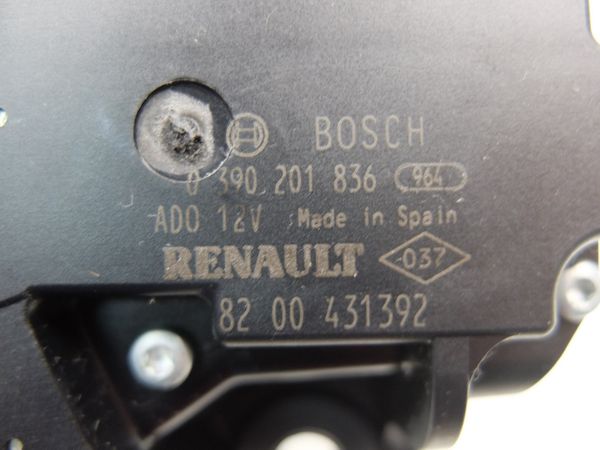 BOSCH
0 390 201 836 964
ADO 12V Made in Spain
RENAULT 037
82 00 431392